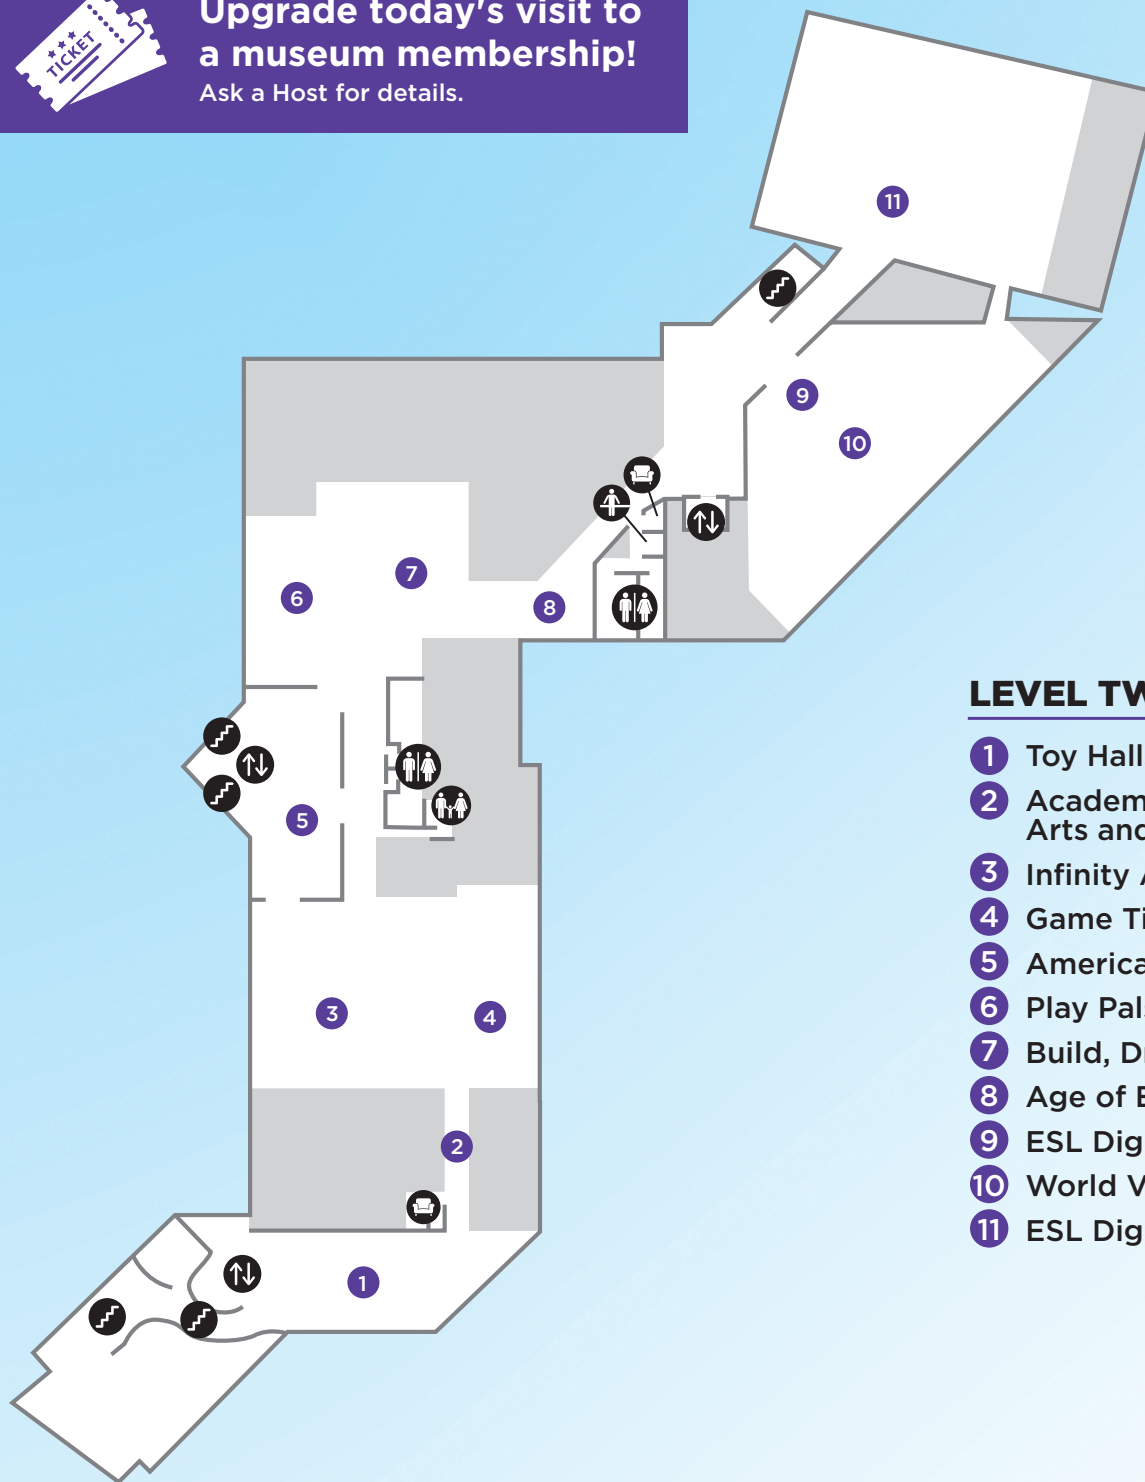 TICKET
Upgrade today's visit to
a museum membership!
Ask a Host for details.
11
9
10
7
6
8
5
3
4
2
1
LEVEL TW
1 Toy Hall
2 Academ
Arts and
3 Infinity A
4 Game Ti
5 America
6 Play Pals
7 Build, Dr
8 Age of E
9 ESL Dig
10 World V
11 ESL Dig